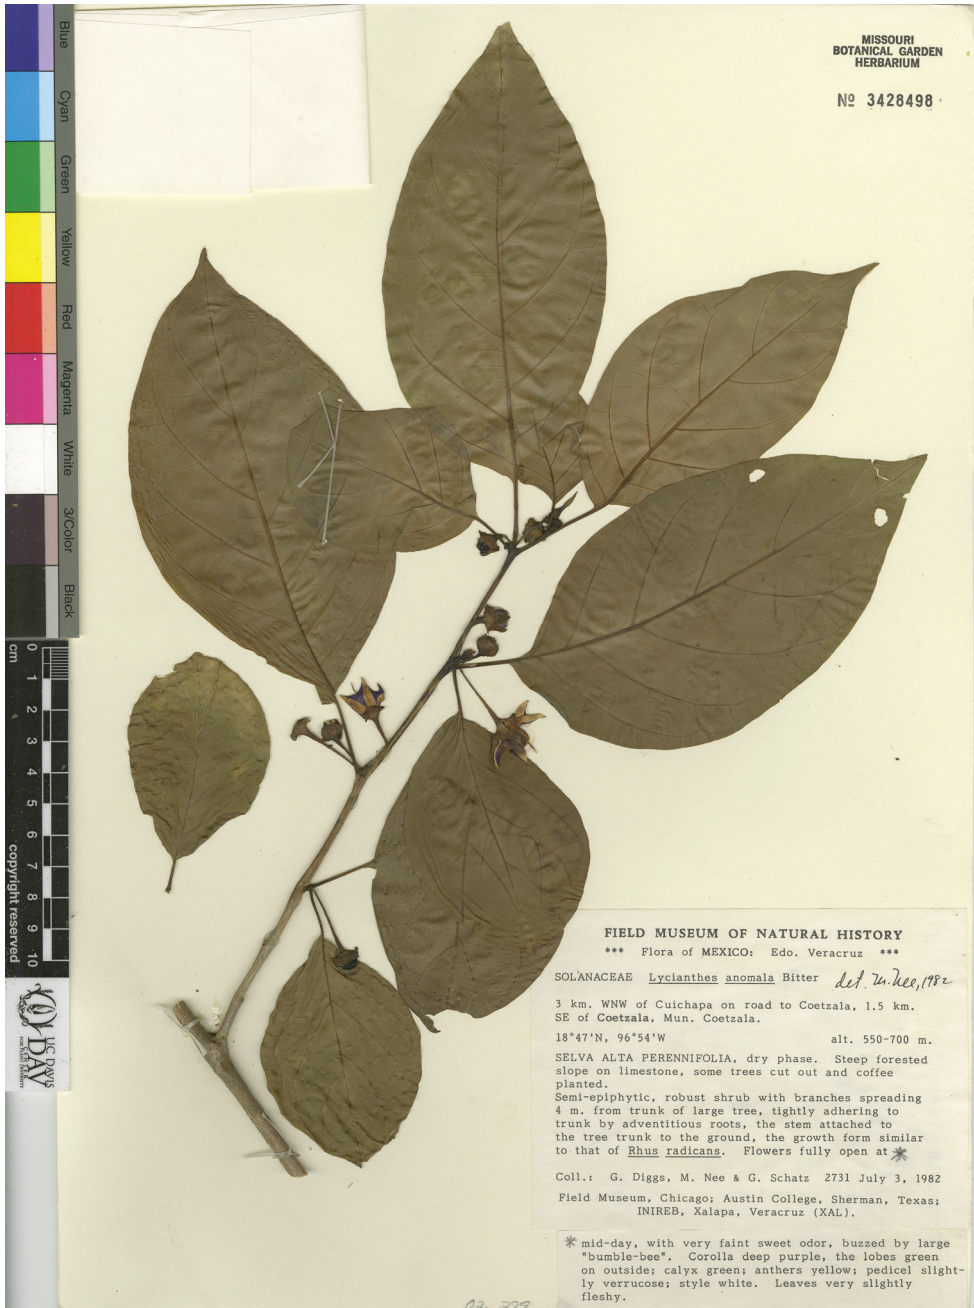 MISSOURI
BOTANICAL GARDEN
HERBARIUM
№ 3428498
Blue
Cyan
Green
Yellow
Red
Magenta
White
3/Color
Black
cm
0
1
2
3
4
5
6
7
8
9
10
copyright reserved
UC DAVIS
CENTER
FOR PLANT DIVERSITY
DAV
FIELD MUSEUM OF NATURAL HISTORY
*** Flora of MEXICO: Edo. Veracruz ***
SOLANACEAE Lycianthes anomala Bitter det. M. Nee, 1982
3 km. WNW of Cuichapa on road to Coetzala, 1.5 km.
SE of Coetzala, Mun. Coetzala.
18°47'N, 96°54'W alt. 550-700 m.
SELVA ALTA PERENNIFOLIA, dry phase. Steep forested
slope on limestone, some trees cut out and coffee
planted.
Semi-epiphytic, robust shrub with branches spreading
4 m. from trunk of large tree, tightly adhering to
trunk by adventitious roots, the stem attached to
the tree trunk to the ground, the growth form similar
to that of Rhus radicans. Flowers fully open at *
Coll.: G. Diggs, M. Nee & G. Schatz 2731 July 3, 1982
Field Museum, Chicago; Austin College, Sherman, Texas;
INIREB, Xalapa, Veracruz (XAL).
* mid-day, with very faint sweet odor, buzzed by large
"bumble-bee". Corolla deep purple, the lobes green
on outside; calyx green; anthers yellow; pedicel slight-
ly verrucose; style white. Leaves very slightly
fleshy.